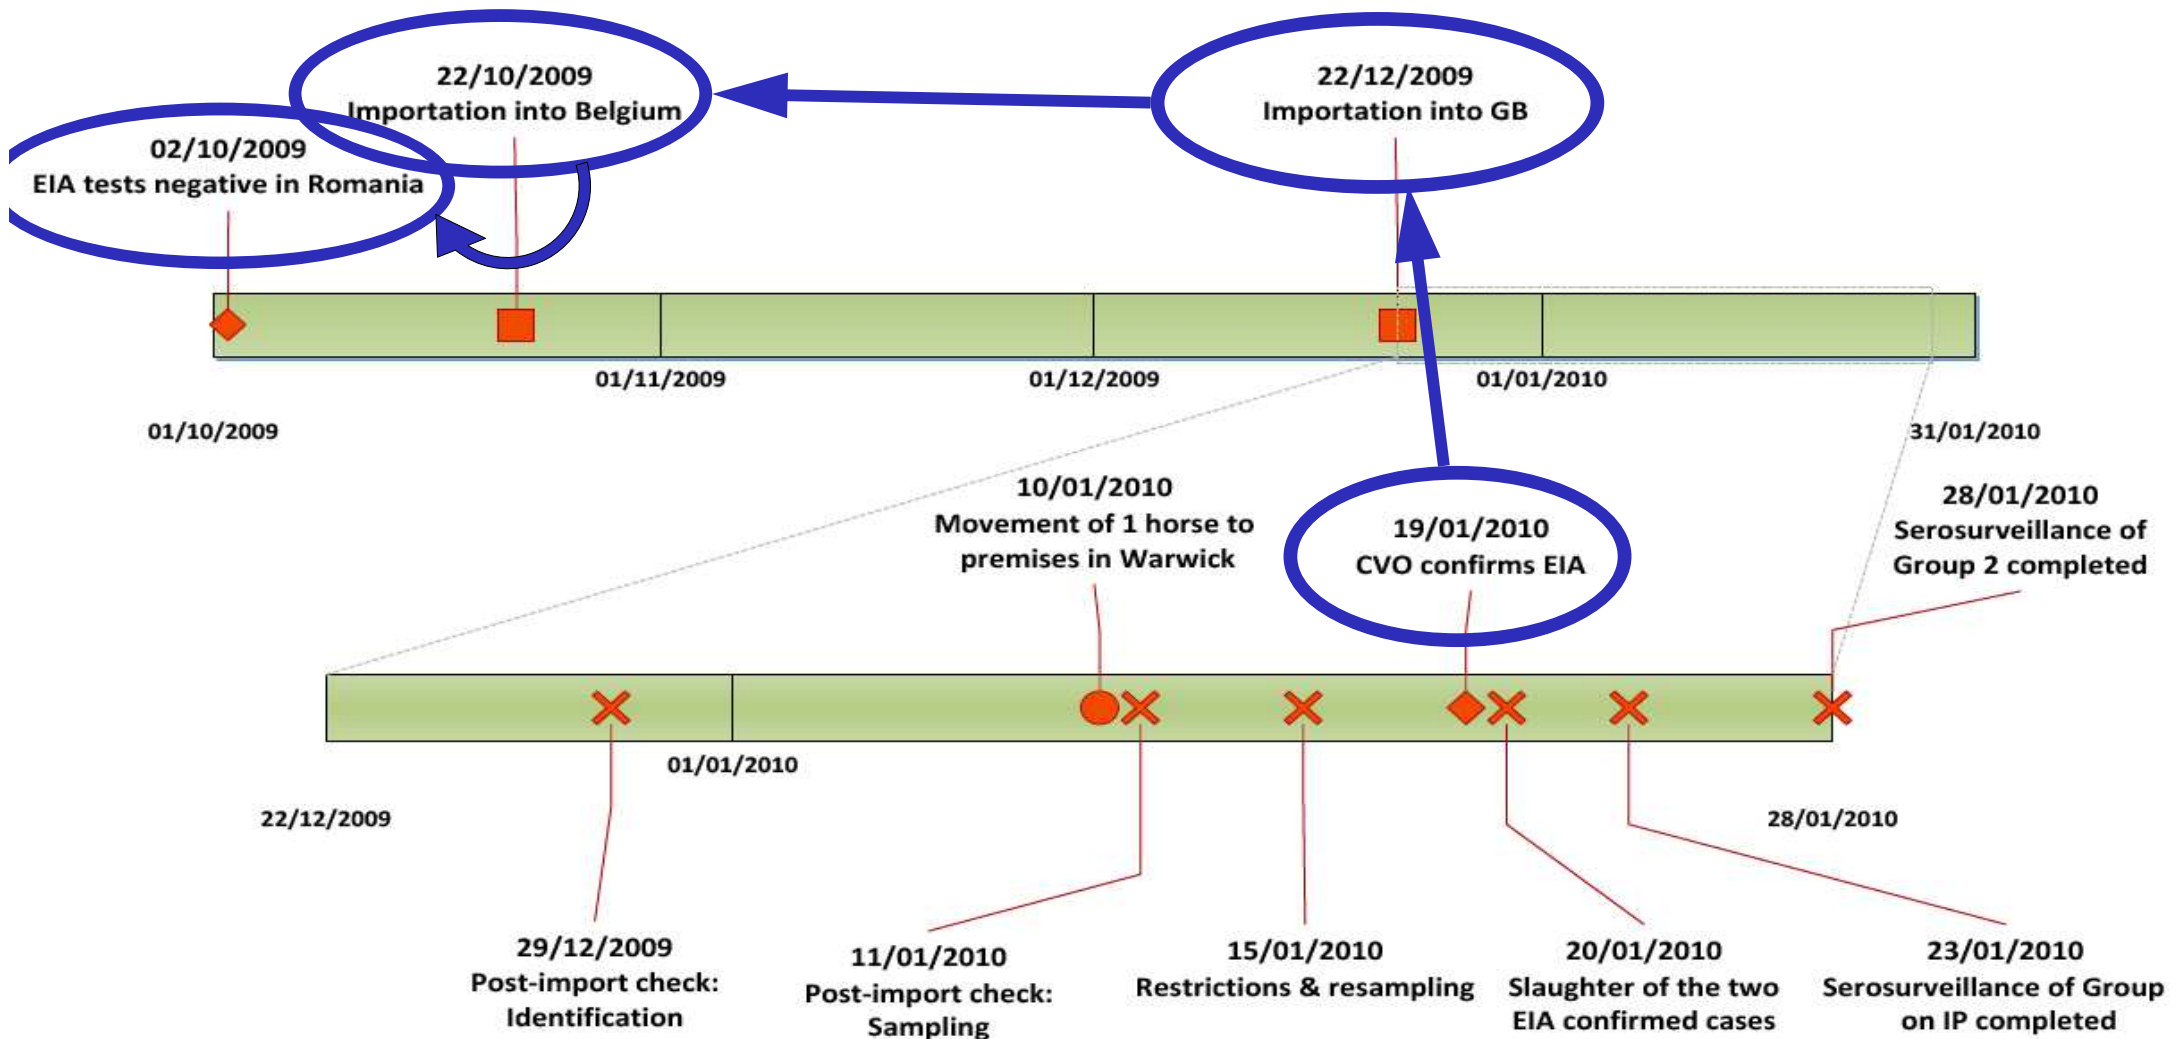 22/10/2009
Importation into Belgium
22/12/2009
Importation into GB
02/10/2009
EIA tests negative in Romania
01/11/2009
01/12/2009
01/01/2010
01/10/2009
31/01/2010
10/01/2010
Movement of 1 horse to
premises in Warwick
19/01/2010
CVO confirms EIA
28/01/2010
Serosurveillance of
Group 2 completed
01/01/2010
22/12/2009
28/01/2010
29/12/2009
Post-import check:
Identification
11/01/2010
Post-import check:
Sampling
15/01/2010
Restrictions & resampling
20/01/2010
Slaughter of the two
EIA confirmed cases
23/01/2010
Serosurveillance of Group
on IP completed